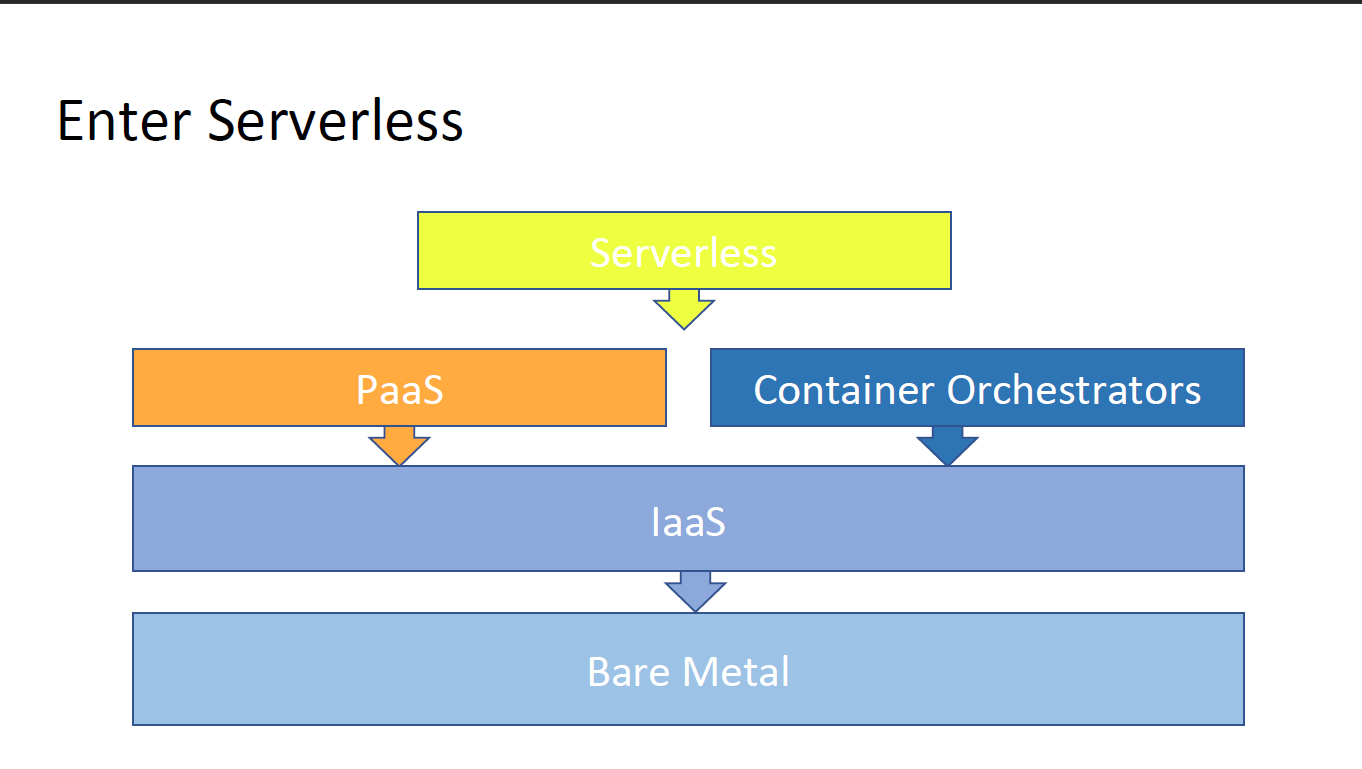 Enter Serverless
Serverless
PaaS
Container Orchestrators
IaaS
Bare Metal